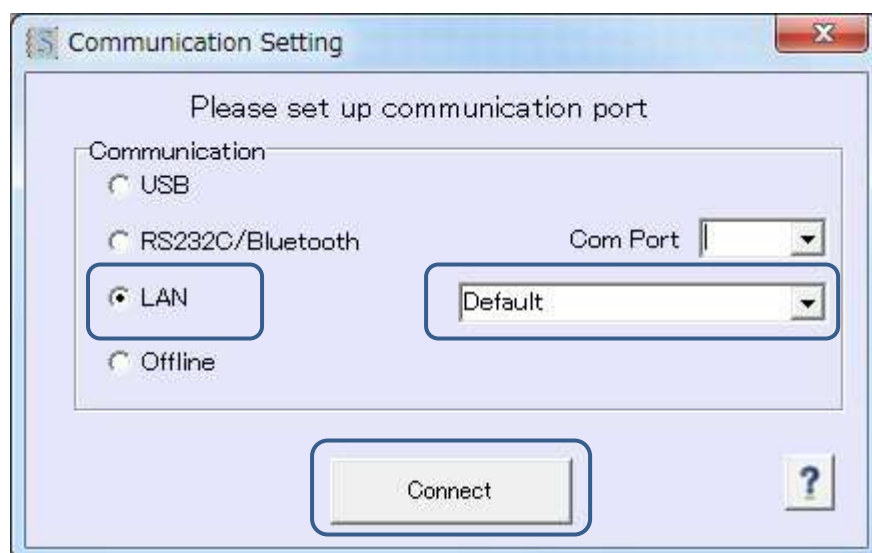 Communication Setting
Please set up communication port
Communication
USB
RS232C/Bluetooth Com Port
LAN Default
Offline
Connect ?